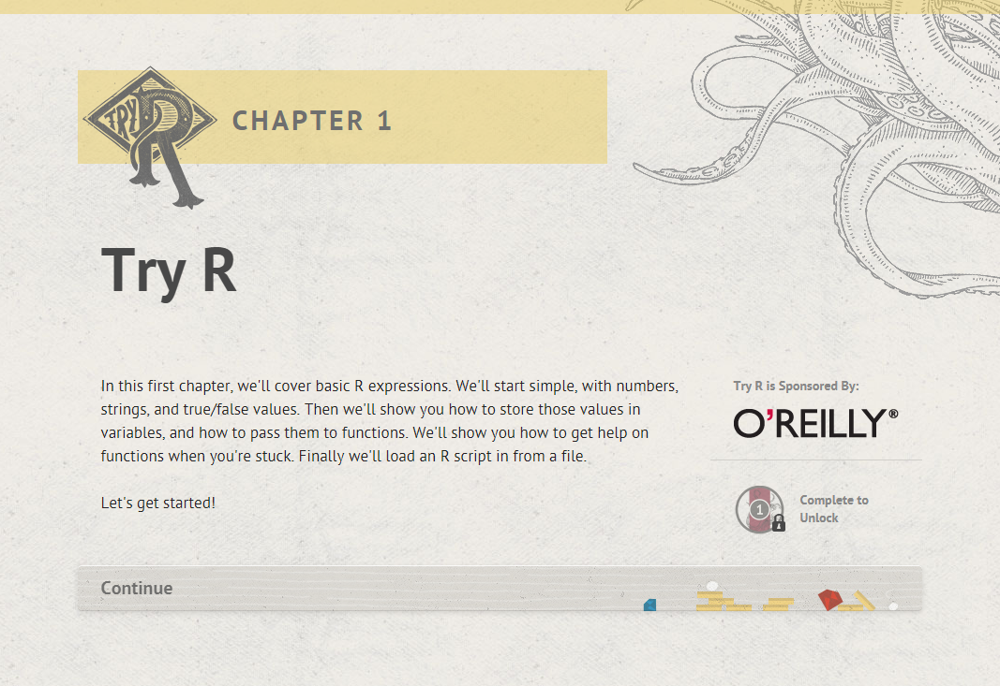 TRY R
CHAPTER 1
Try R
In this first chapter, we'll cover basic R expressions. We'll start simple, with numbers,
strings, and true/false values. Then we'll show you how to store those values in
variables, and how to pass them to functions. We'll show you how to get help on
functions when you're stuck. Finally we'll load an R script in from a file.
Let's get started!
Try R is Sponsored By:
O'REILLY®
1
Complete to
Unlock
Continue